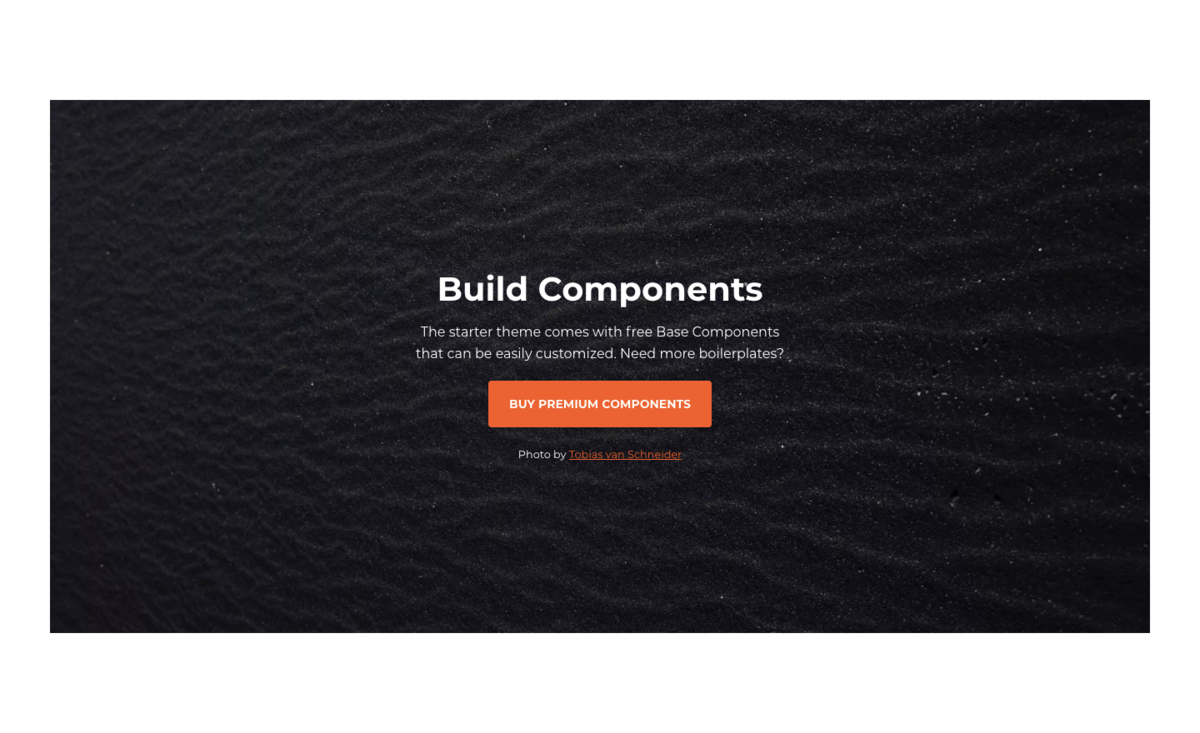 Build Components
The starter theme comes with free Base Components
that can be easily customized. Need more boilerplates?
BUY PREMIUM COMPONENTS
Photo by Tobias van Schneider